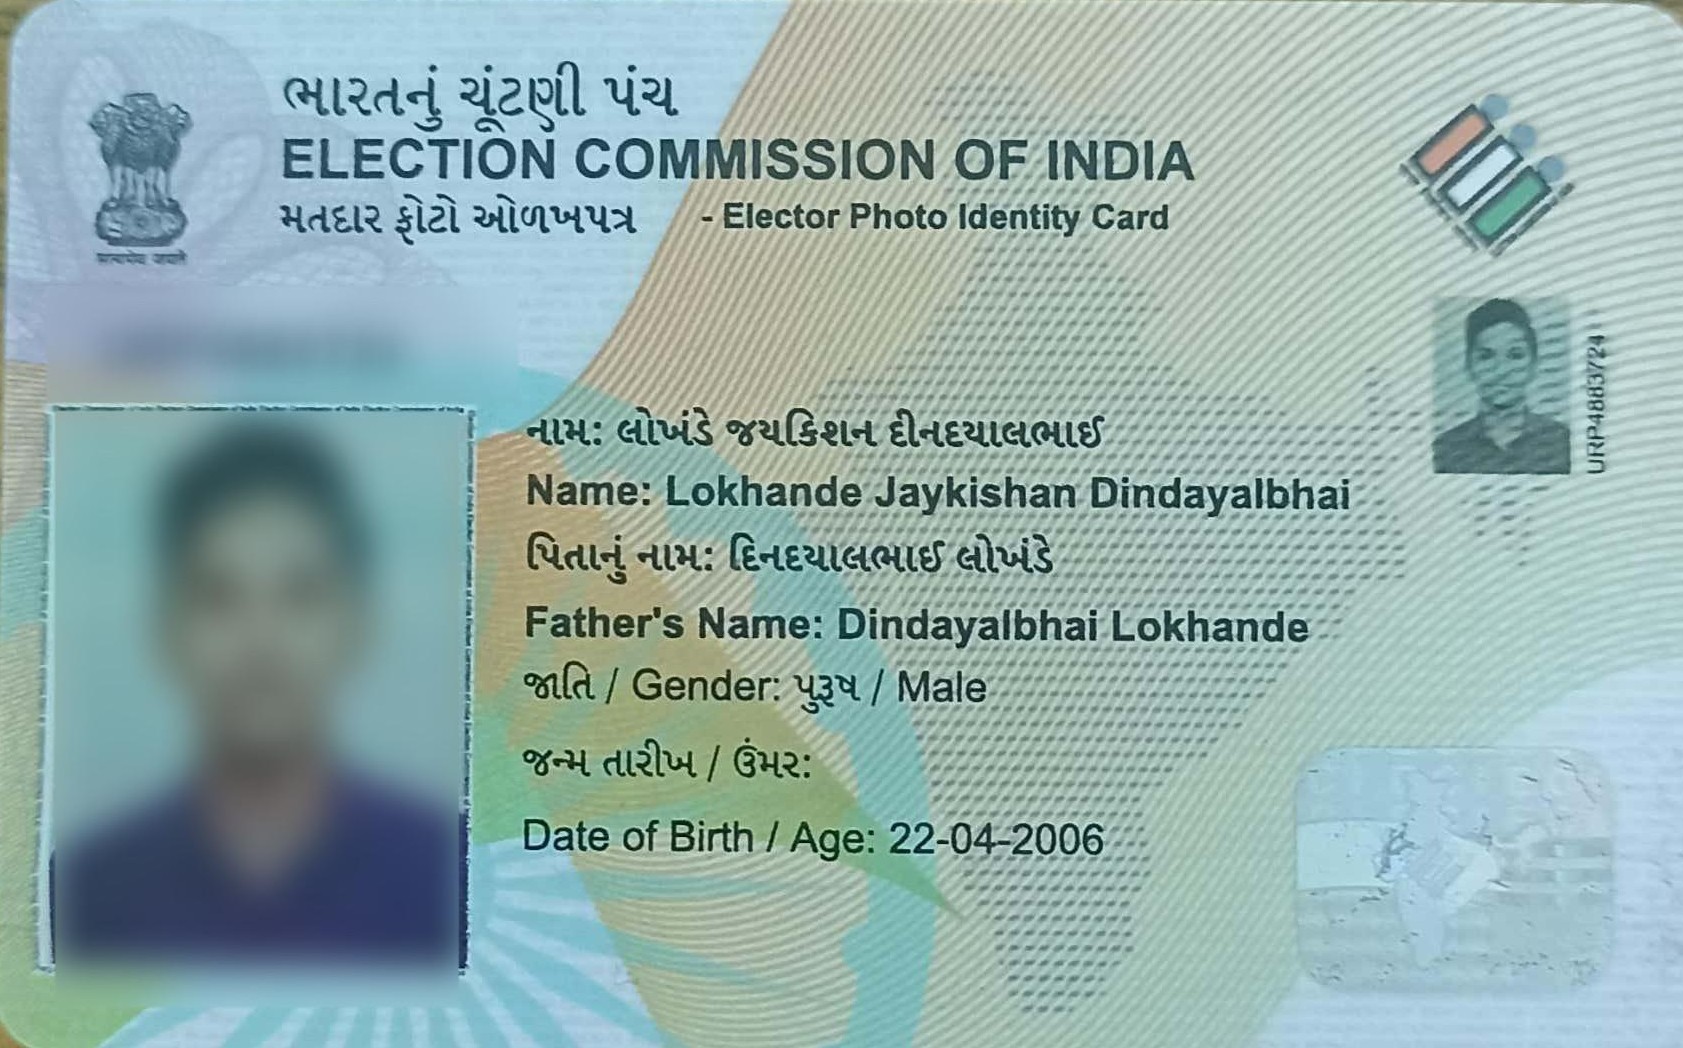 ભારતનું ચૂંટણી પંચ
ELECTION COMMISSION OF INDIA
મતદાર ફોટો ઓળખપત્ર - Elector Photo Identity Card
सत्यमेव जयते
URP4883724
નામ: લોખંડે જયકિશન દીનદયાલભાઈ
Name: Lokhande Jaykishan Dindayalbhai
પિતાનું નામ: દિનદયાલભાઈ લોખંડે
Father's Name: Dindayalbhai Lokhande
જાતિ / Gender: પુરૂષ / Male
જન્મ તારીખ / ઉંમર:
Date of Birth / Age: 22-04-2006